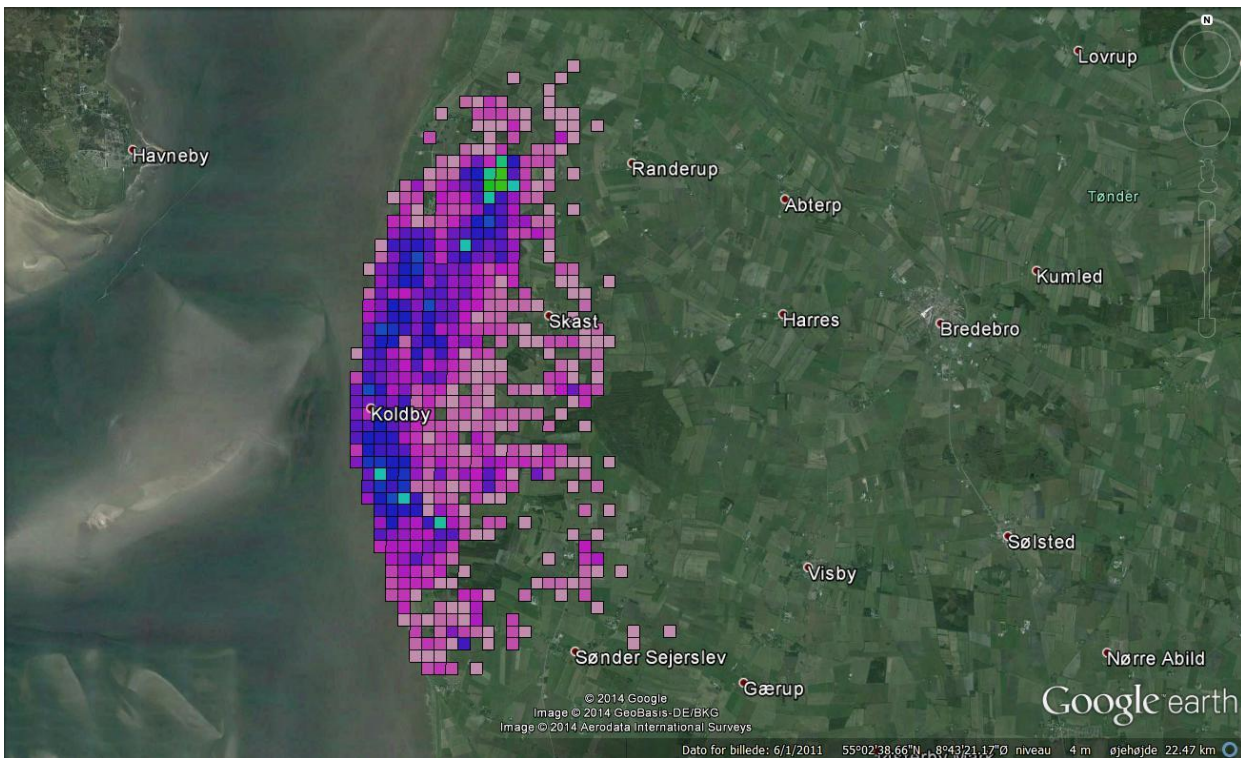 N
Lovrup
Havneby
Randerup
Tønder
Abterp
Kumled
Skast
Harres
Bredebro
Koldby
Sølsted
Visby
Sønder Sejerslev
Nørre Abild
Gærup
© 2014 Google
Image © 2014 GeoBasis-DE/BKG
Image © 2014 Aerodata International Surveys
Google earth
Dato for billede: 6/1/2011 55°02'38.66"N 8°43'21.17"Ø niveau 4 m øjehøjde 22.47 km